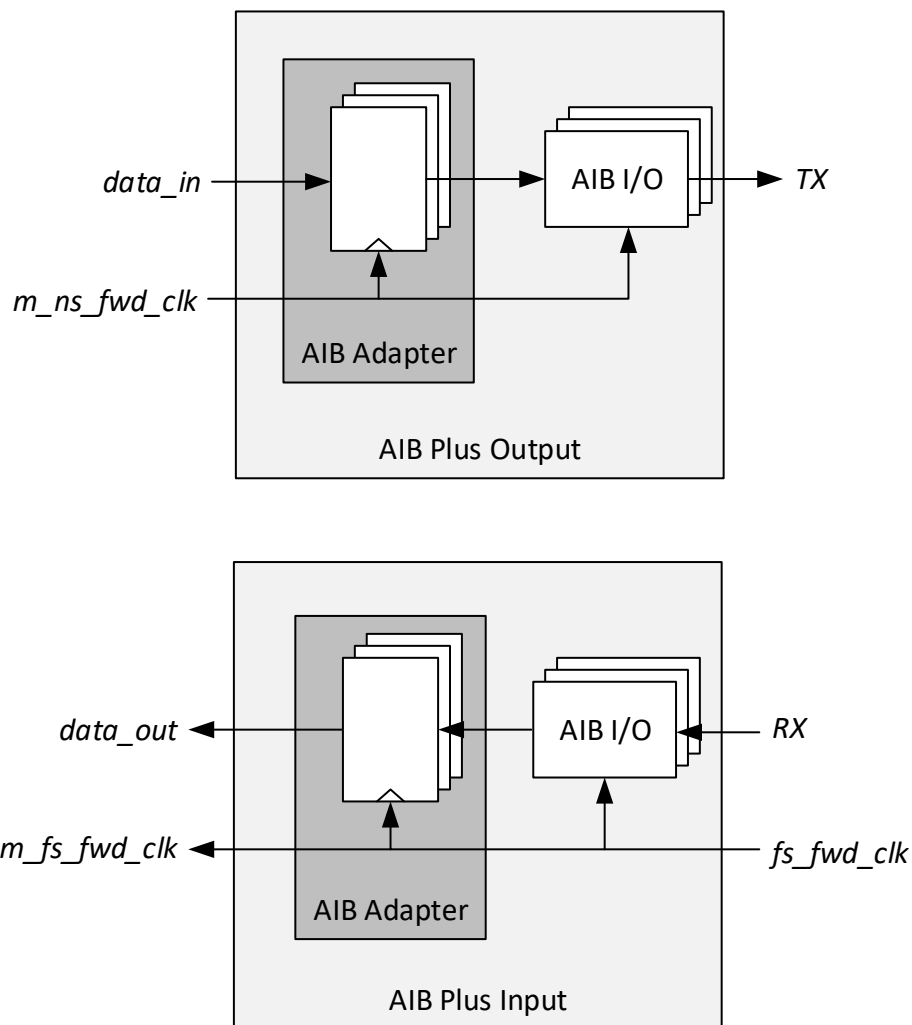 data_in
AIB I/O
TX
m_ns_fwd_clk
AIB Adapter
AIB Plus Output
data_out
AIB I/O
RX
m_fs_fwd_clk
fs_fwd_clk
AIB Adapter
AIB Plus Input